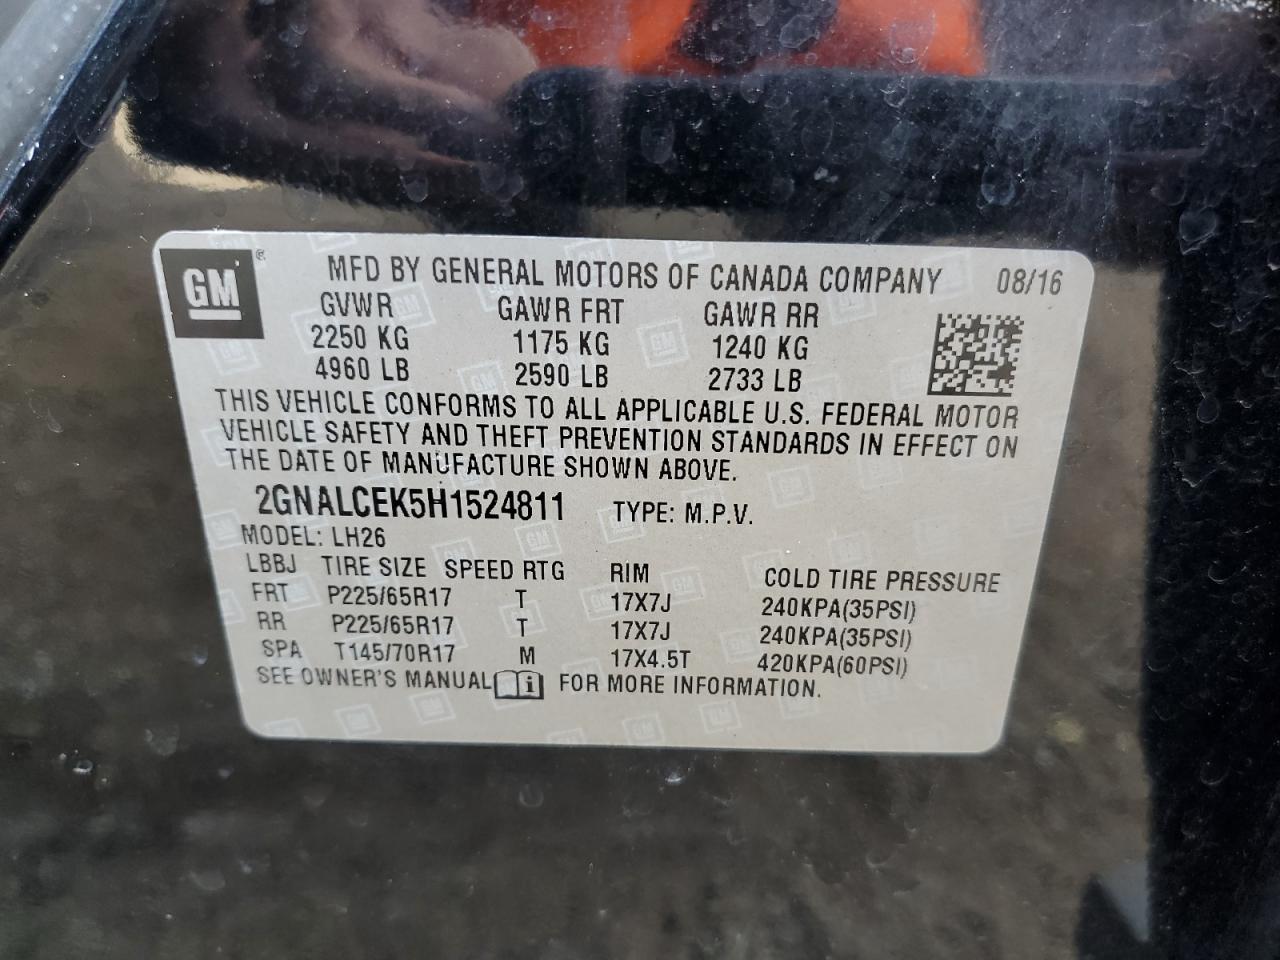 GM ® MFD BY GENERAL MOTORS OF CANADA COMPANY 08/16
GVWR GAWR FRT GAWR RR
2250 KG 1175 KG 1240 KG
4960 LB 2590 LB 2733 LB
THIS VEHICLE CONFORMS TO ALL APPLICABLE U.S. FEDERAL MOTOR
VEHICLE SAFETY AND THEFT PREVENTION STANDARDS IN EFFECT ON
THE DATE OF MANUFACTURE SHOWN ABOVE.
2GNALCEK5H1524811 TYPE: M.P.V.
MODEL: LH26
LBBJ TIRE SIZE SPEED RTG RIM COLD TIRE PRESSURE
FRT P225/65R17 T 17X7J 240KPA(35PSI)
RR P225/65R17 T 17X7J 240KPA(35PSI)
SPA T145/70R17 M 17X4.5T 420KPA(60PSI)
SEE OWNER'S MANUAL i FOR MORE INFORMATION.